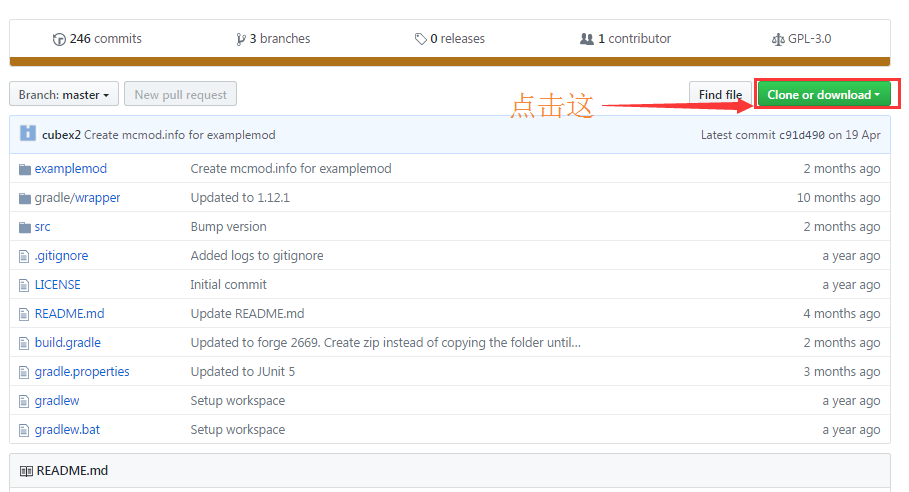 246 commits 3 branches 0 releases 1 contributor GPL-3.0
Branch: master New pull request Find file Clone or download
点击这
cubex2 Create mcmod.info for examplemod Latest commit c91d490 on 19 Apr
examplemod Create mcmod.info for examplemod 2 months ago
gradle/wrapper Updated to 1.12.1 10 months ago
src Bump version 2 months ago
.gitignore Added logs to gitignore a year ago
LICENSE Initial commit a year ago
README.md Update README.md 4 months ago
build.gradle Updated to forge 2669. Create zip instead of copying the folder until... 2 months ago
gradle.properties Updated to JUnit 5 3 months ago
gradlew Setup workspace a year ago
gradlew.bat Setup workspace a year ago
README.md